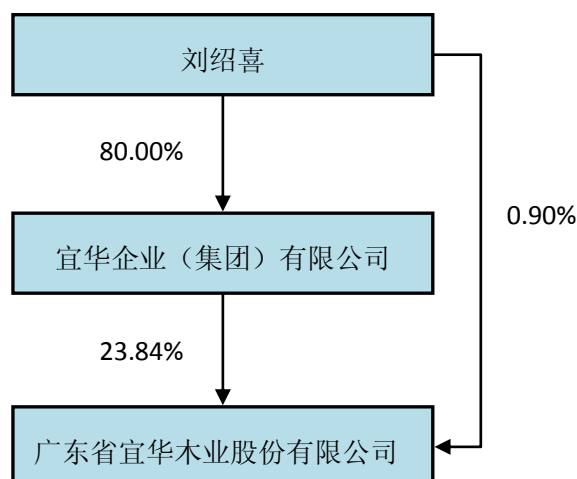 刘绍喜
80.00%
0.90%
宜华企业（集团）有限公司
23.84%
广东省宜华木业股份有限公司